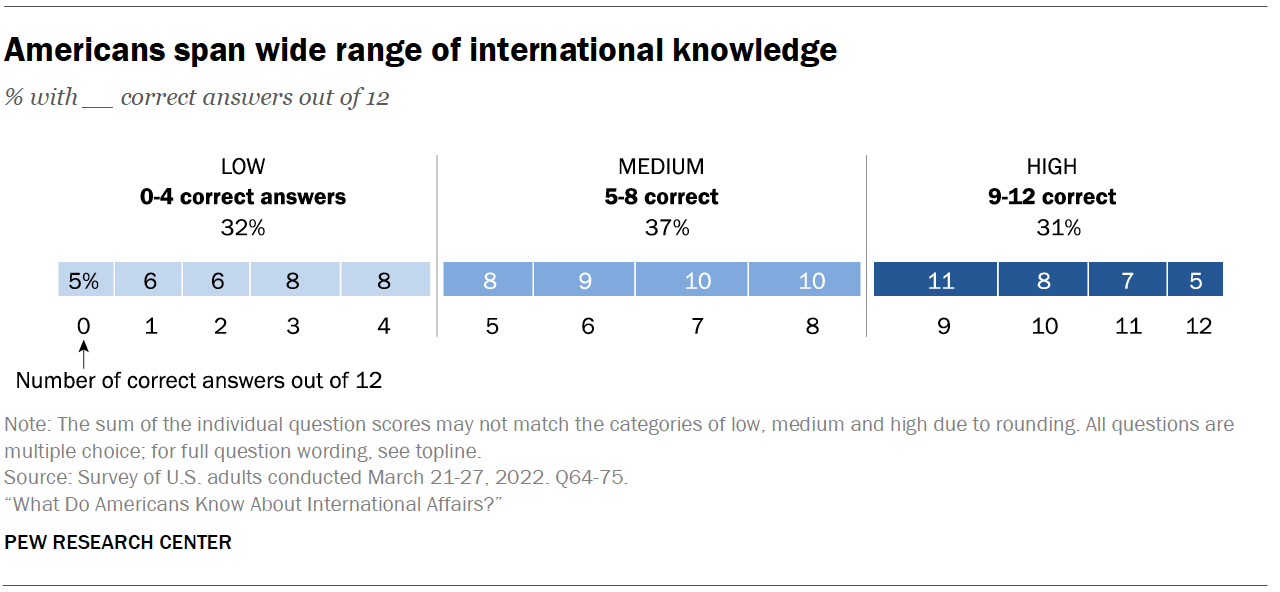 Americans span wide range of international knowledge
% with __ correct answers out of 12
LOW MEDIUM HIGH
0-4 correct answers 5-8 correct 9-12 correct
32% 37% 31%
5% 6 6 8 8 8 9 10 10 11 8 7 5
0 1 2 3 4 5 6 7 8 9 10 11 12
Number of correct answers out of 12
Note: The sum of the individual question scores may not match the categories of low, medium and high due to rounding. All questions are
multiple choice; for full question wording, see topline.
Source: Survey of U.S. adults conducted March 21-27, 2022. Q64-75.
“What Do Americans Know About International Affairs?”
PEW RESEARCH CENTER